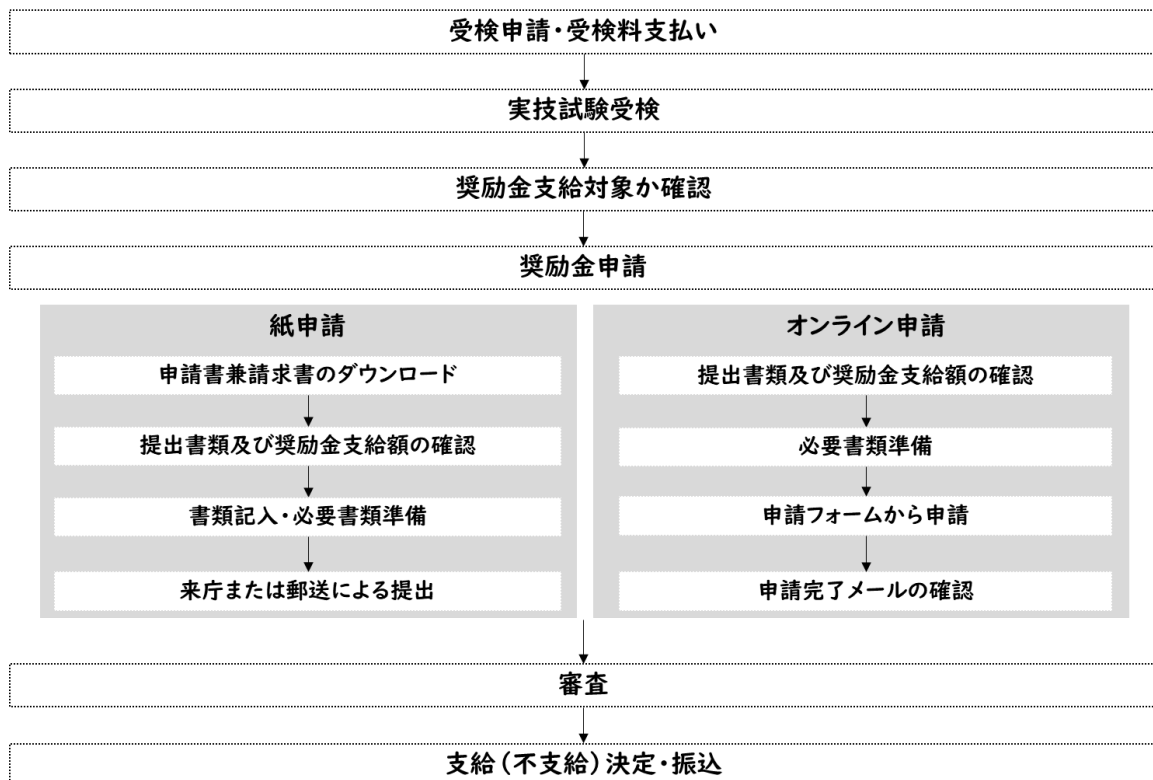 受検申請・受検料支払い
実技試験受検
奨励金支給対象か確認
奨励金申請
紙申請
申請書兼請求書のダウンロード
提出書類及び奨励金支給額の確認
書類記入・必要書類準備
来庁または郵送による提出
オンライン申請
提出書類及び奨励金支給額の確認
必要書類準備
申請フォームから申請
申請完了メールの確認
審査
支給（不支給）決定・振込